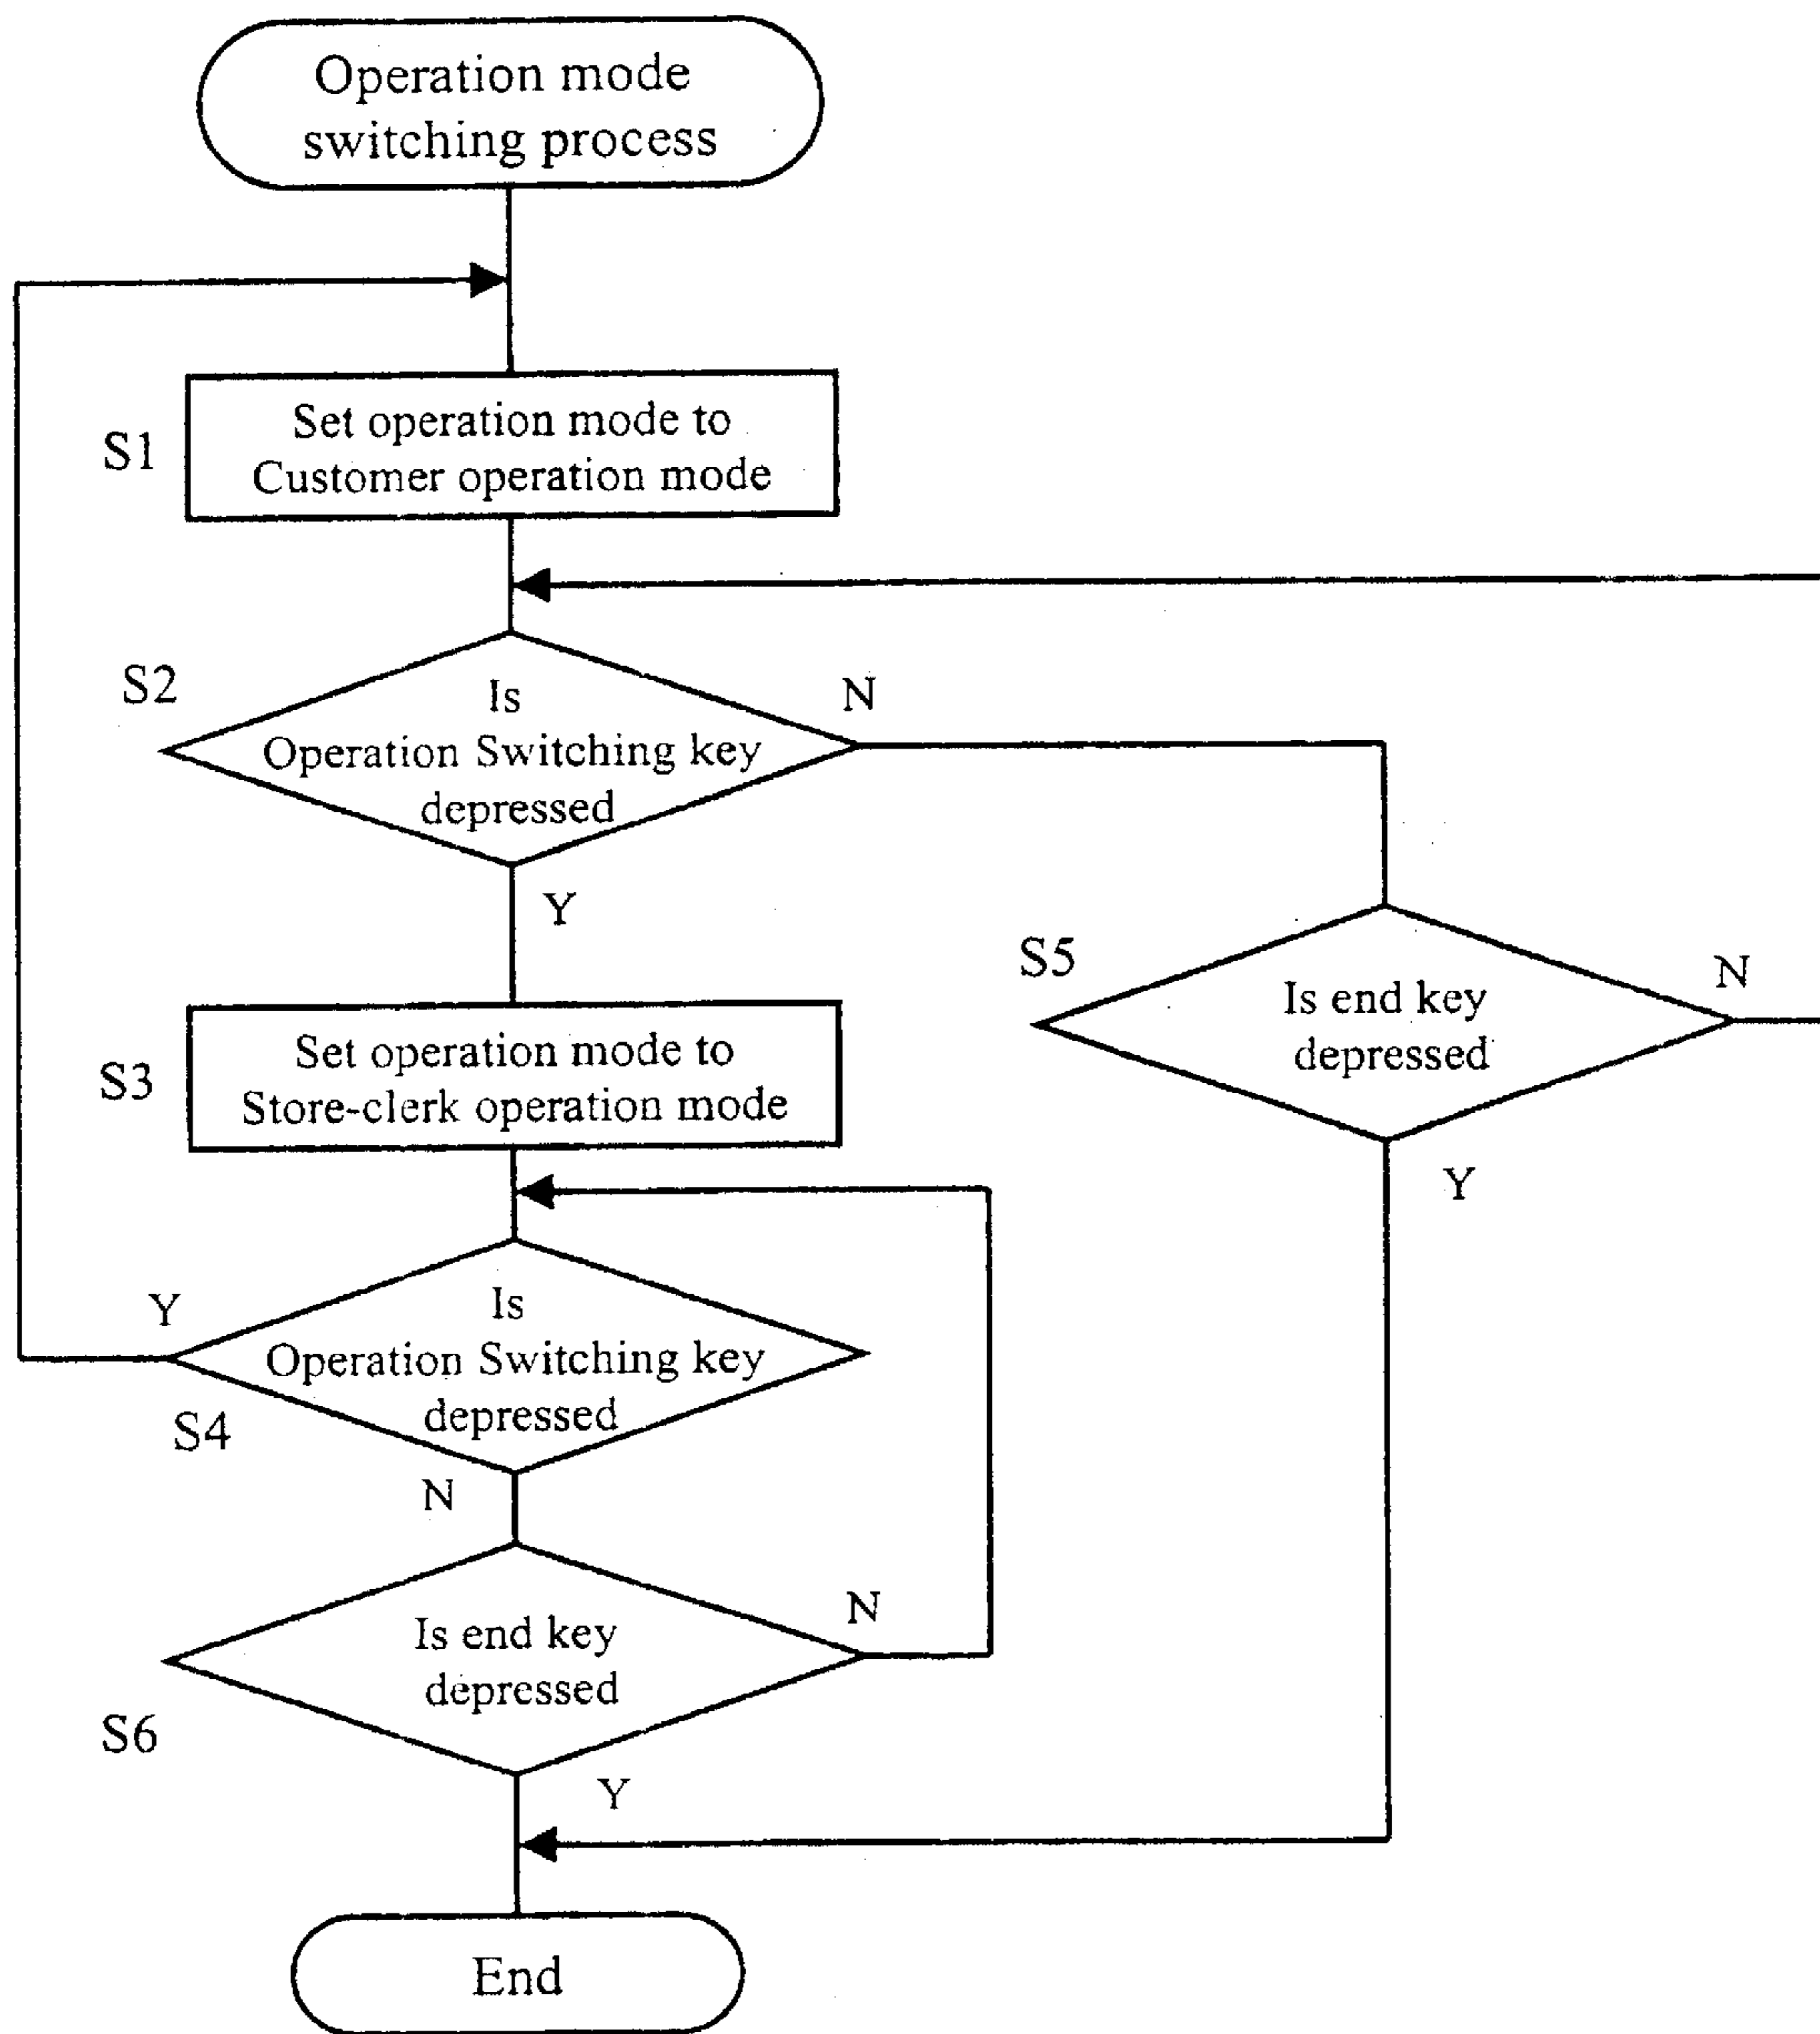 Operation mode
switching process
S1
Set operation mode to
Customer operation mode
S2
Is
Operation Switching key
depressed
N
Y
S3
Set operation mode to
Store-clerk operation mode
S5
Is end key
depressed
N
Y
Y
Is
Operation Switching key
depressed
S4
N
Is end key
depressed
N
S6
Y
End